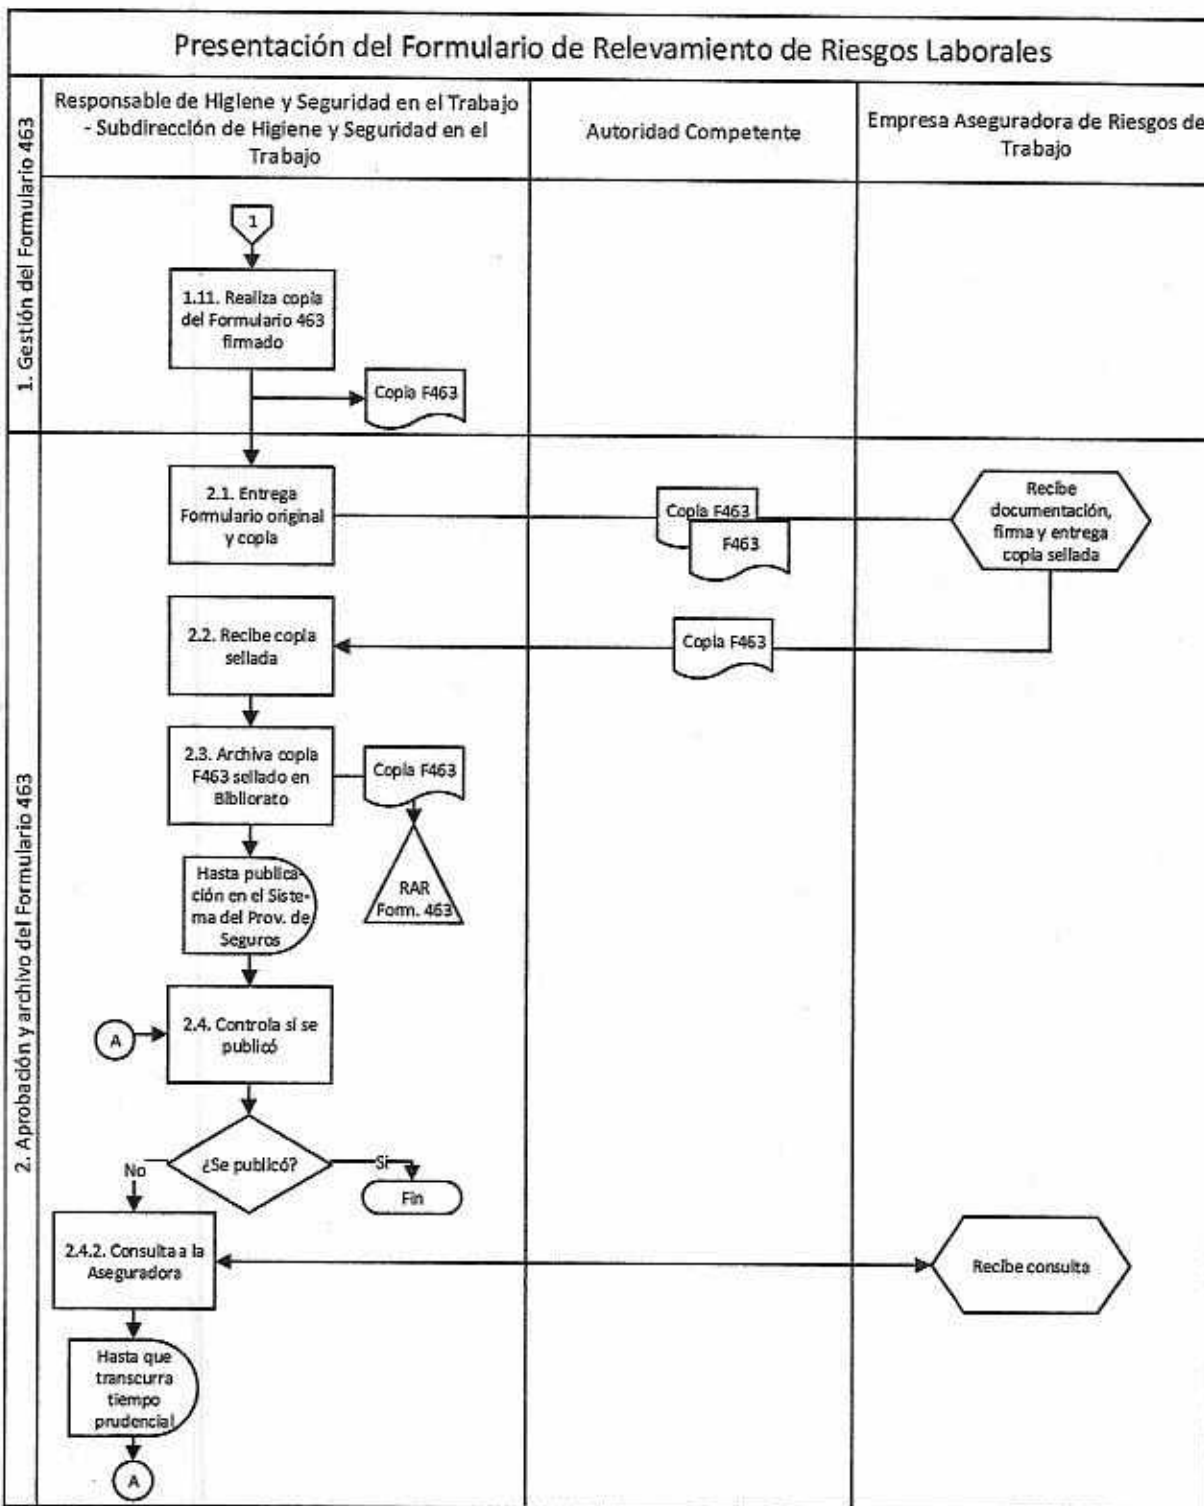 Presentación del Formulario de Relevamiento de Riesgos Laborales
Responsable de Higiene y Seguridad en el Trabajo
- Subdirección de Higiene y Seguridad en el
Trabajo
Autoridad Competente
Empresa Aseguradora de Riesgos de
Trabajo
1. Gestión del Formulario 463
1
1.11. Realiza copia
del Formulario 463
firmado
Copia F463
2. Aprobación y archivo del Formulario 463
2.1. Entrega
Formulario original
y copia
Copia F463
F463
Recibe
documentación,
firma y entrega
copia sellada
2.2. Recibe copia
sellada
Copia F463
2.3. Archiva copia
F463 sellado en
Bibliorato
Copia F463
RAR
Form. 463
Hasta publica-
ción en el Siste-
ma del Prov. de
Seguros
A
2.4. Controla si se
publicó
¿Se publicó?
No
Si
Fin
2.4.2. Consulta a la
Aseguradora
Recibe consulta
Hasta que
transcurra
tiempo
prudencial
A